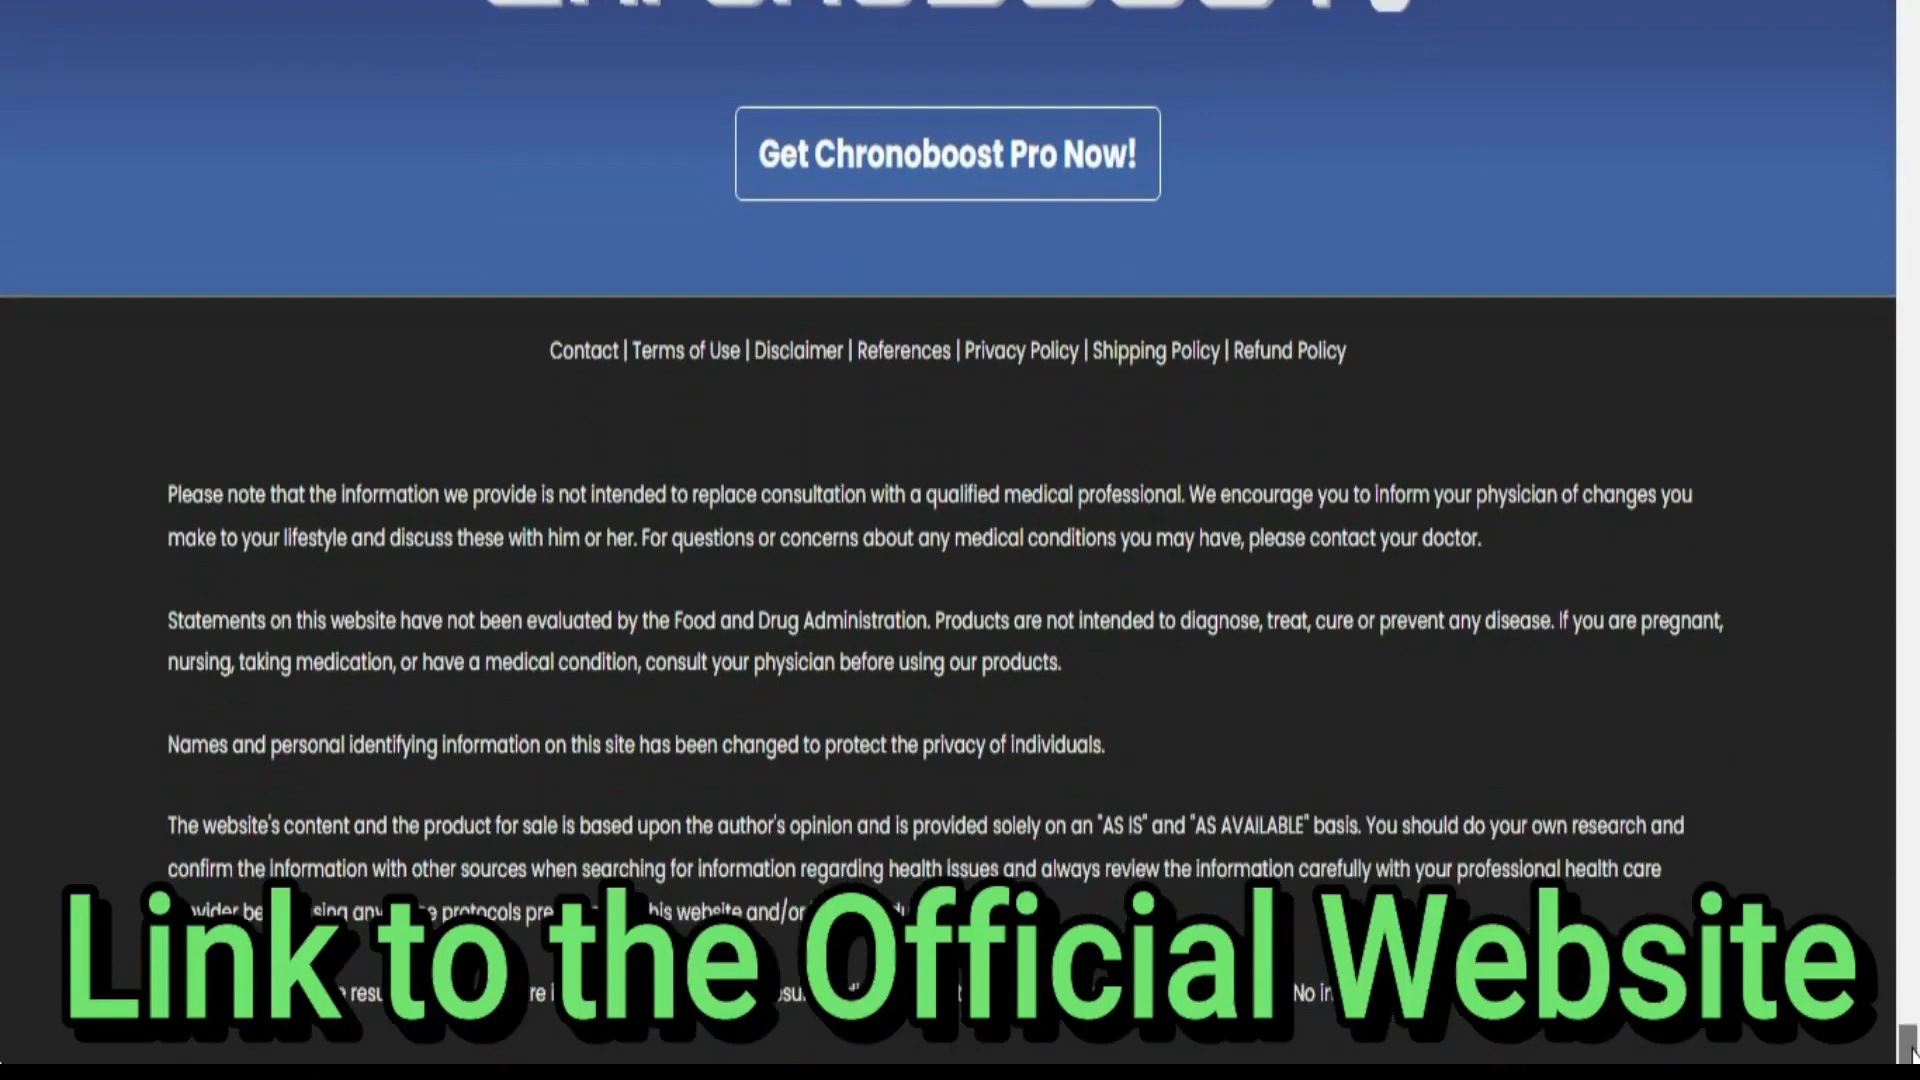 Get Chronoboost Pro Now!
Contact | Terms of Use | Disclaimer | References | Privacy Policy | Shipping Policy | Refund Policy
Please note that the information we provide is not intended to replace consultation with a qualified medical professional. We encourage you to inform your physician of changes you
make to your lifestyle and discuss these with him or her. For questions or concerns about any medical conditions you may have, please contact your doctor.
Statements on this website have not been evaluated by the Food and Drug Administration. Products are not intended to diagnose, treat, cure or prevent any disease. If you are pregnant,
nursing, taking medication, or have a medical condition, consult your physician before using our products.
Names and personal identifying information on this site has been changed to protect the privacy of individuals.
The website's content and the product for sale is based upon the author's opinion and is provided solely on an "AS IS" and "AS AVAILABLE" basis. You should do your own research and
confirm the information with other sources when searching for information regarding health issues and always review the information carefully with your professional health care
protocols website and/or
Link to the Official Website
No